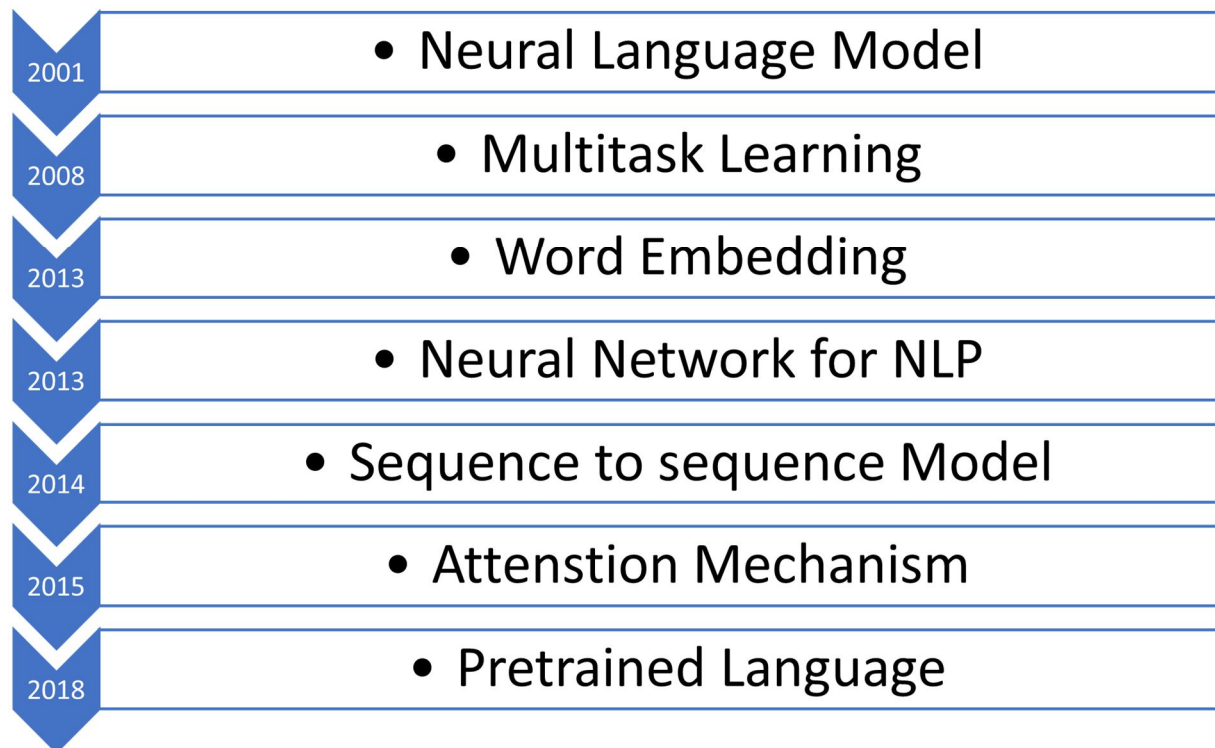 2001
• Neural Language Model
2008
• Multitask Learning
2013
• Word Embedding
2013
• Neural Network for NLP
2014
• Sequence to sequence Model
2015
• Attenstion Mechanism
2018
• Pretrained Language